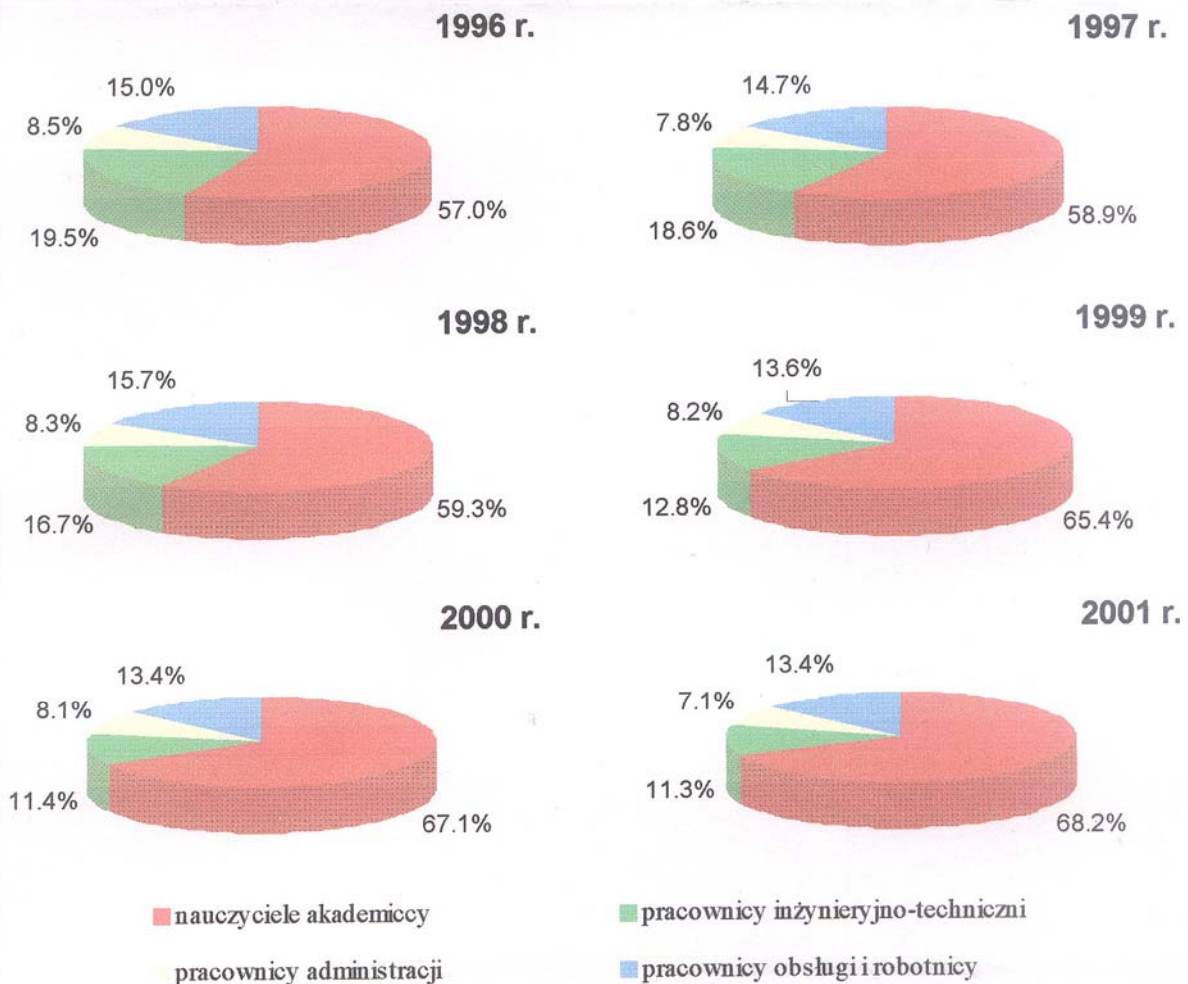 1996 r.
15.0%
8.5%
19.5%
57.0%
1997 r.
14.7%
7.8%
18.6%
58.9%
1998 r.
15.7%
8.3%
16.7%
59.3%
1999 r.
13.6%
8.2%
12.8%
65.4%
2000 r.
13.4%
8.1%
11.4%
67.1%
2001 r.
13.4%
7.1%
11.3%
68.2%
nauczyciele akademiccy
pracownicy inżynieryjno-techniczni
pracownicy administracji
pracownicy obsługi i robotnicy